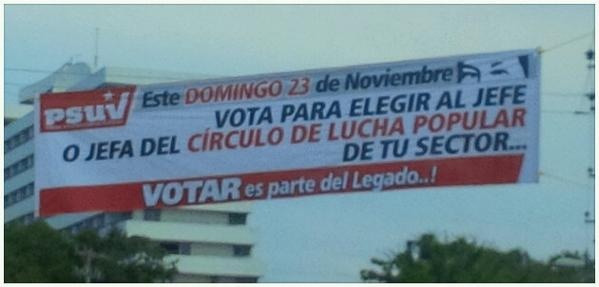 PSUV Este DOMINGO 23 de Noviembre
VOTA PARA ELEGIR AL JEFE
O JEFA DEL CÍRCULO DE LUCHA POPULAR
DE TU SECTOR...
VOTAR es parte del Legado..!